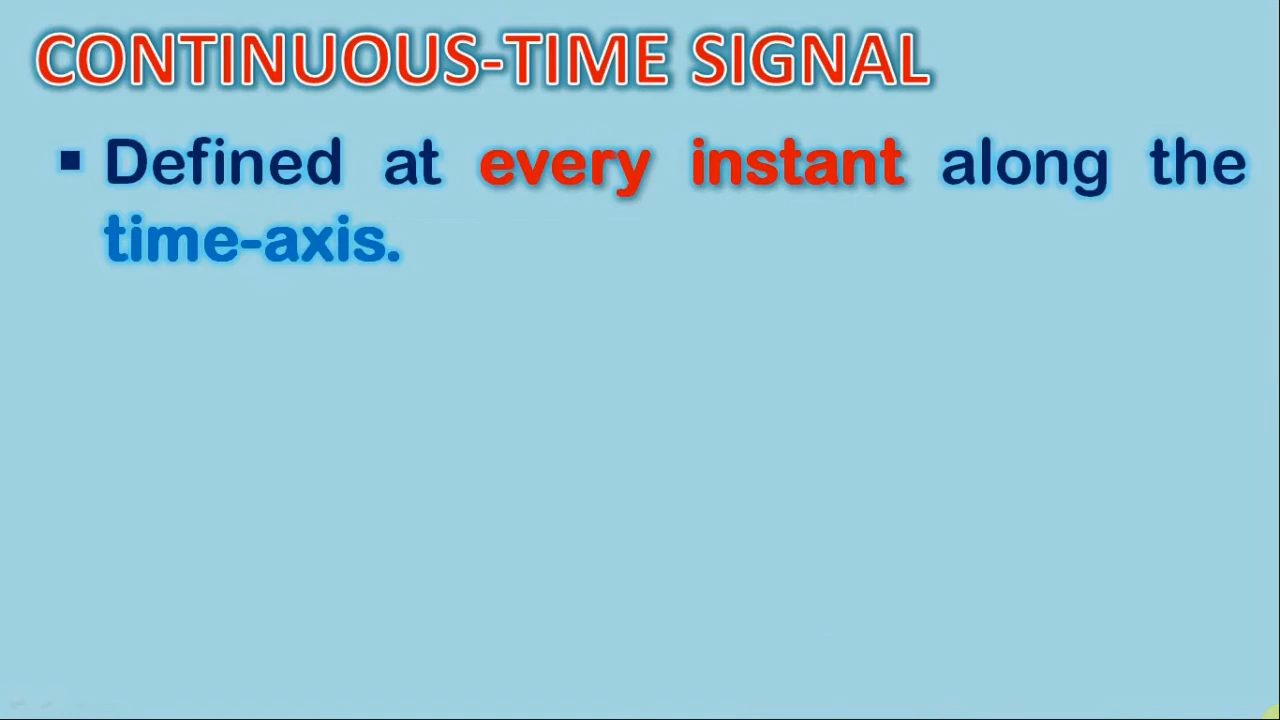 CONTINUOUS-TIME SIGNAL
▪ Defined at every instant along the
time-axis.